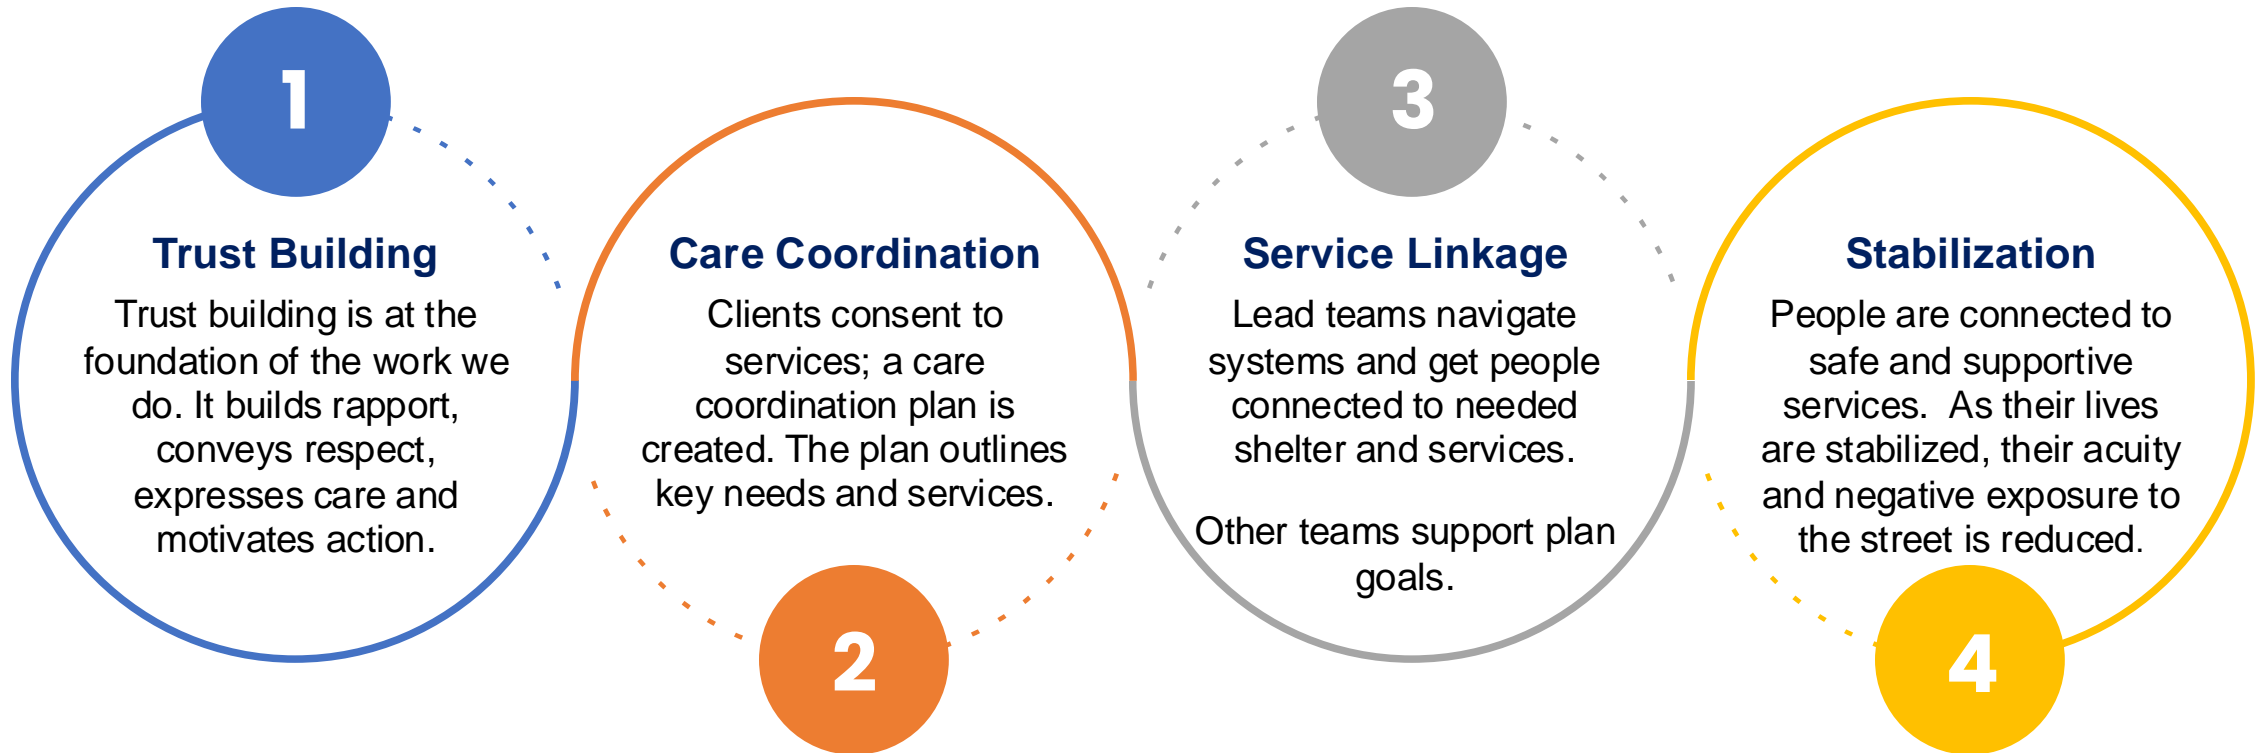 1
Trust Building
Trust building is at the
foundation of the work we
do. It builds rapport,
conveys respect,
expresses care and
motivates action.
Care Coordination
Clients consent to
services; a care
coordination plan is
created. The plan outlines
key needs and services.
2
3
Service Linkage
Lead teams navigate
systems and get people
connected to needed
shelter and services.
Other teams support plan
goals.
Stabilization
People are connected to
safe and supportive
services.  As their lives
are stabilized, their acuity
and negative exposure to
the street is reduced.
4